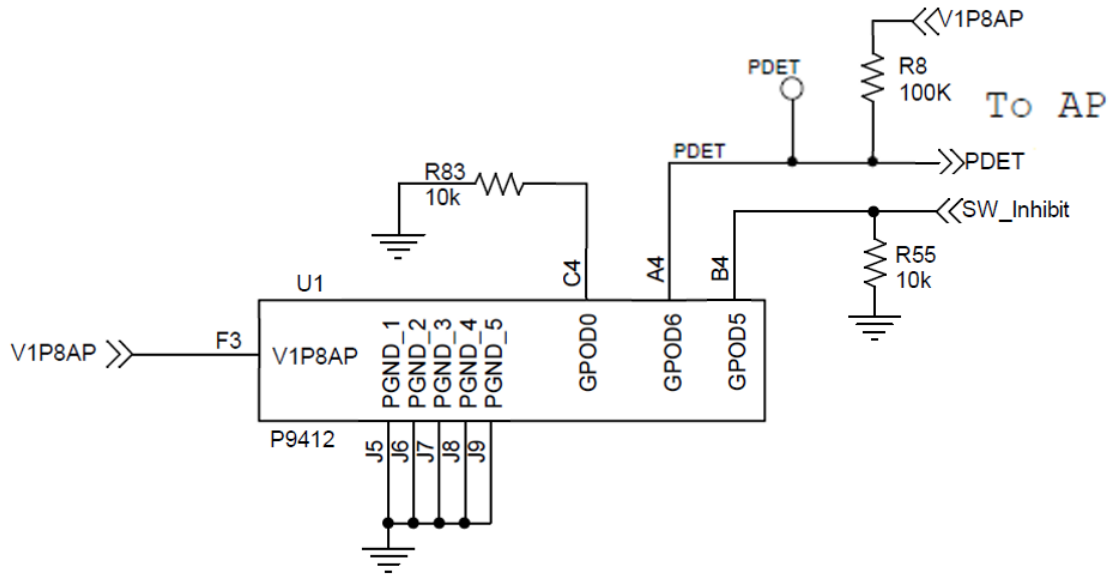 V1P8AP
PDET
R8
100K
To AP
PDET
PDET
R83
10k
SW_Inhibit
R55
10k
C4
A4
B4
U1
V1P8AP
F3
V1P8AP
PGND_1
PGND_2
PGND_3
PGND_4
PGND_5
GPOD0
GPOD6
GPOD5
P9412
J5
J6
J7
J8
J9